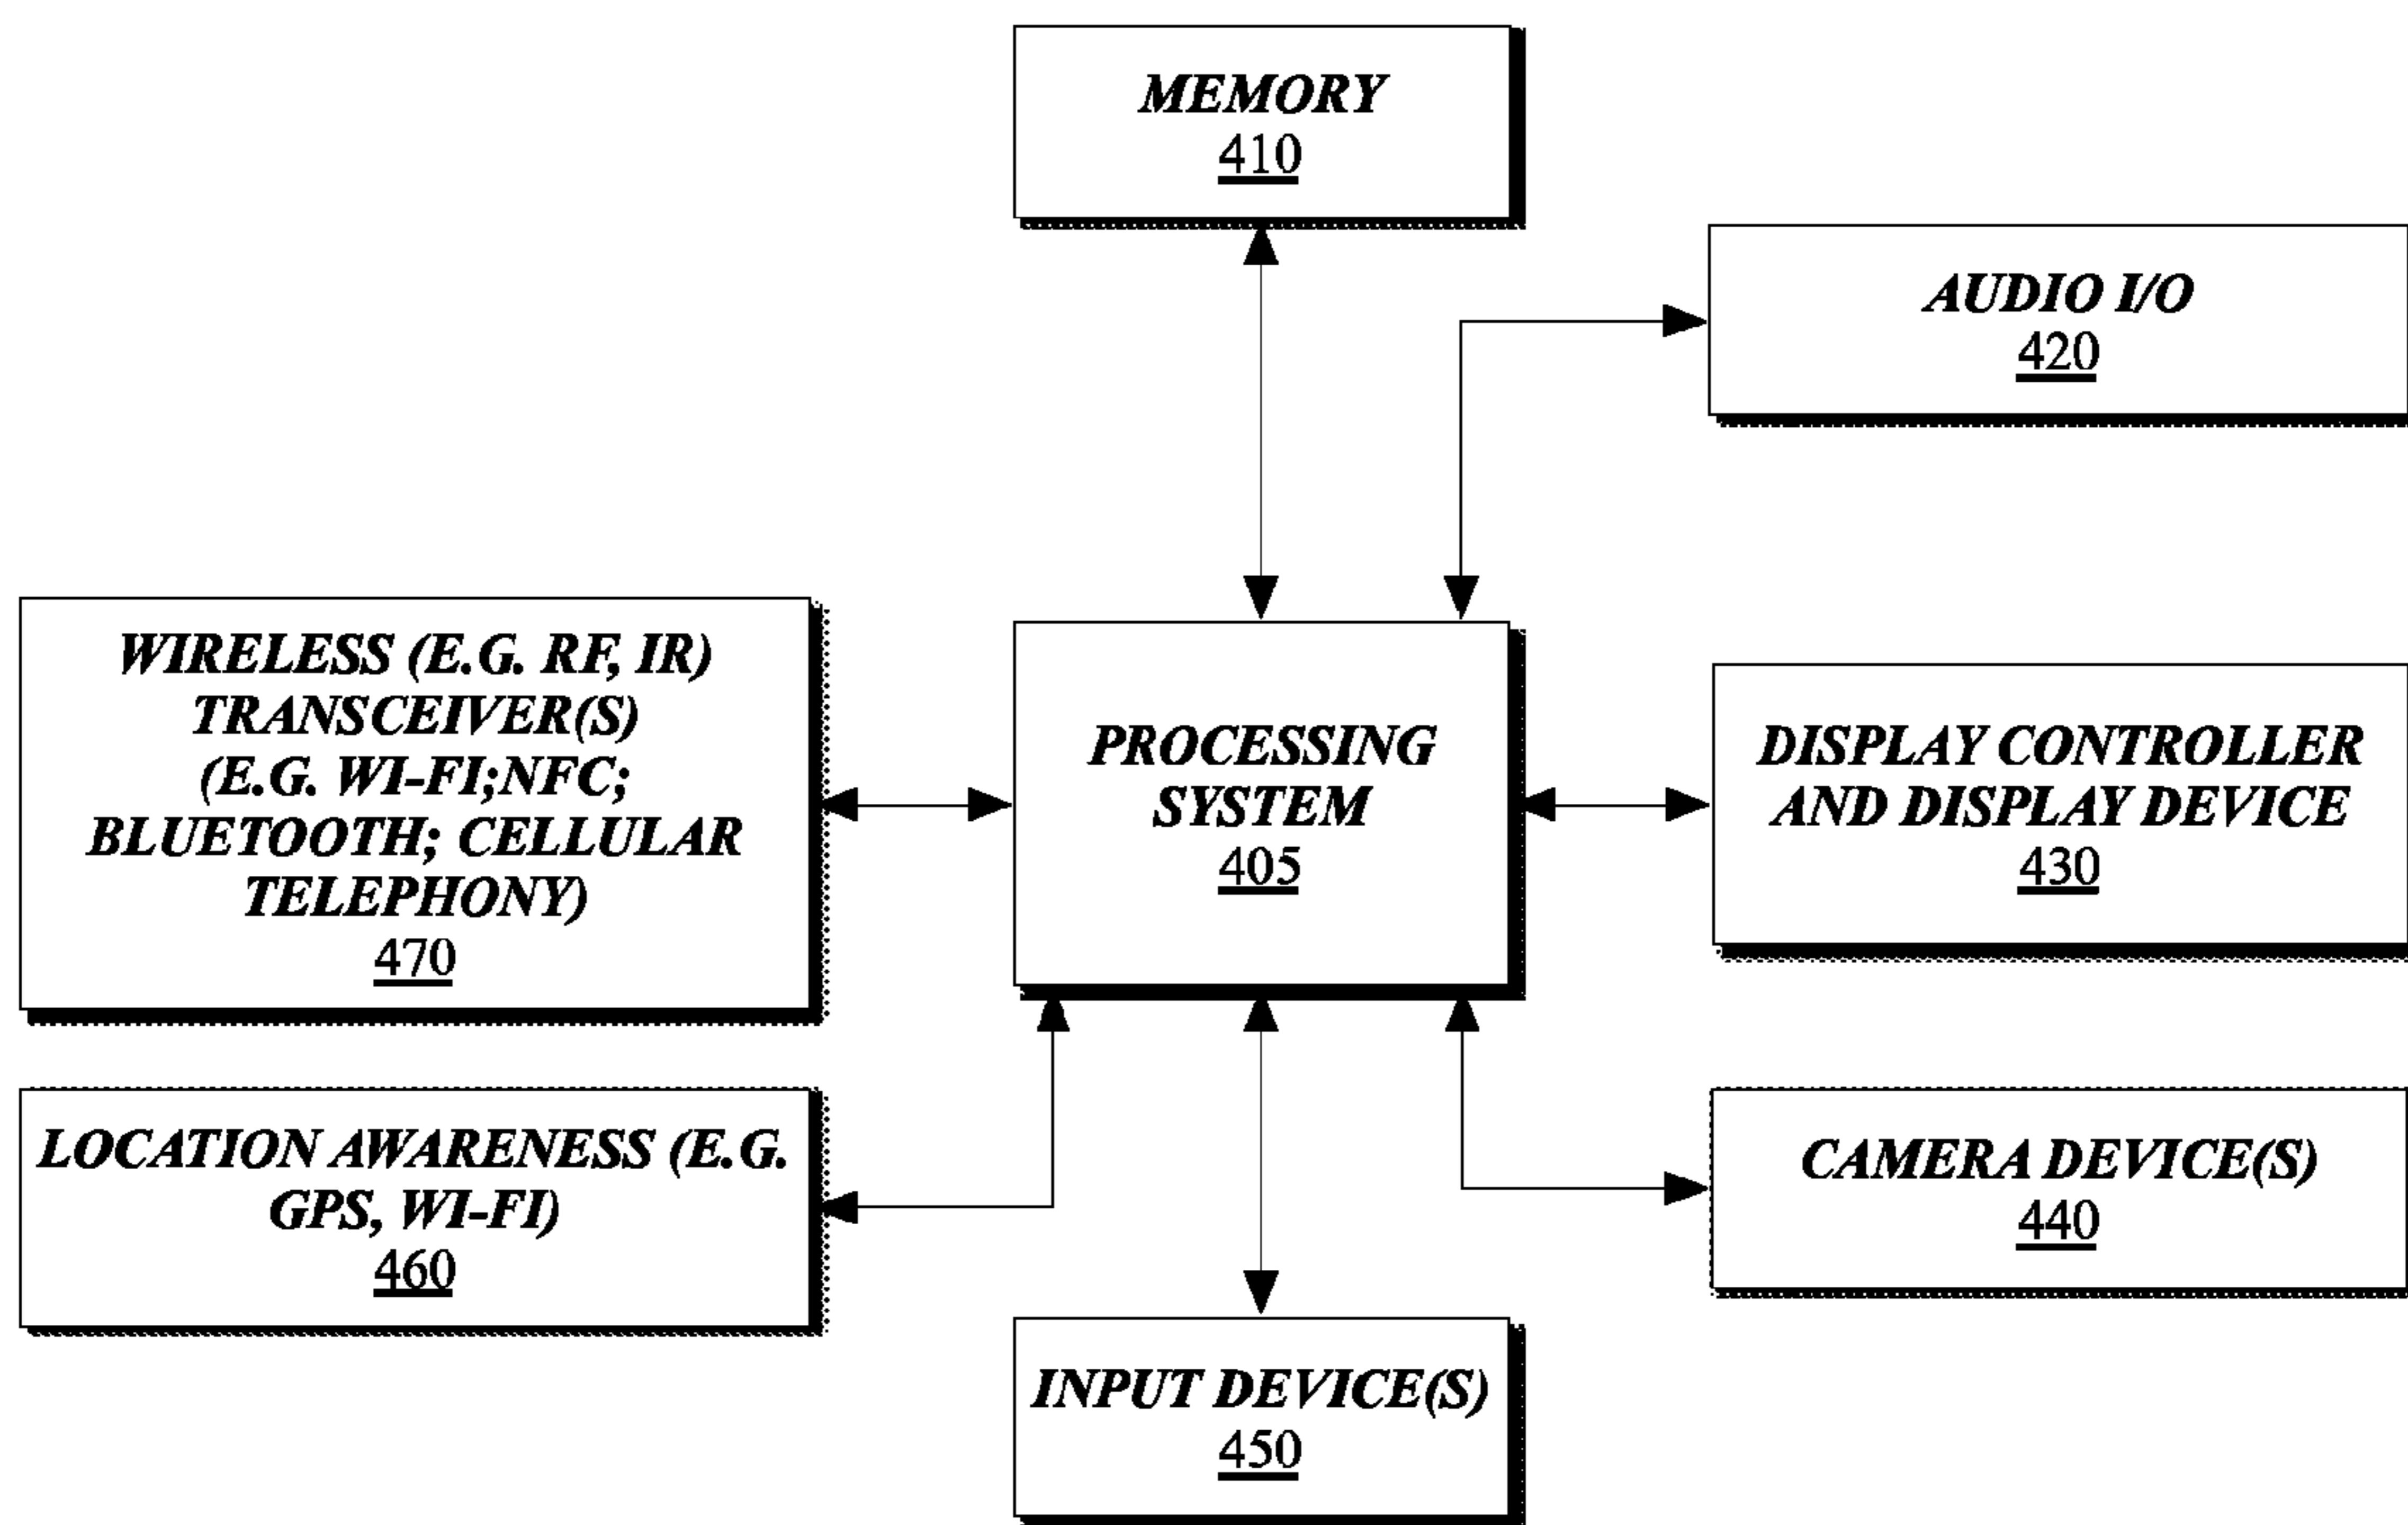 MEMORY
410
AUDIO I/O
420
WIRELESS (E.G. RF, IR)
TRANSCEIVER(S)
(E.G. WI-FI;NFC;
BLUETOOTH; CELLULAR
TELEPHONY)
470
PROCESSING
SYSTEM
405
DISPLAY CONTROLLER
AND DISPLAY DEVICE
430
LOCATION AWARENESS (E.G.
GPS, WI-FI)
460
CAMERA DEVICE(S)
440
INPUT DEVICE(S)
450